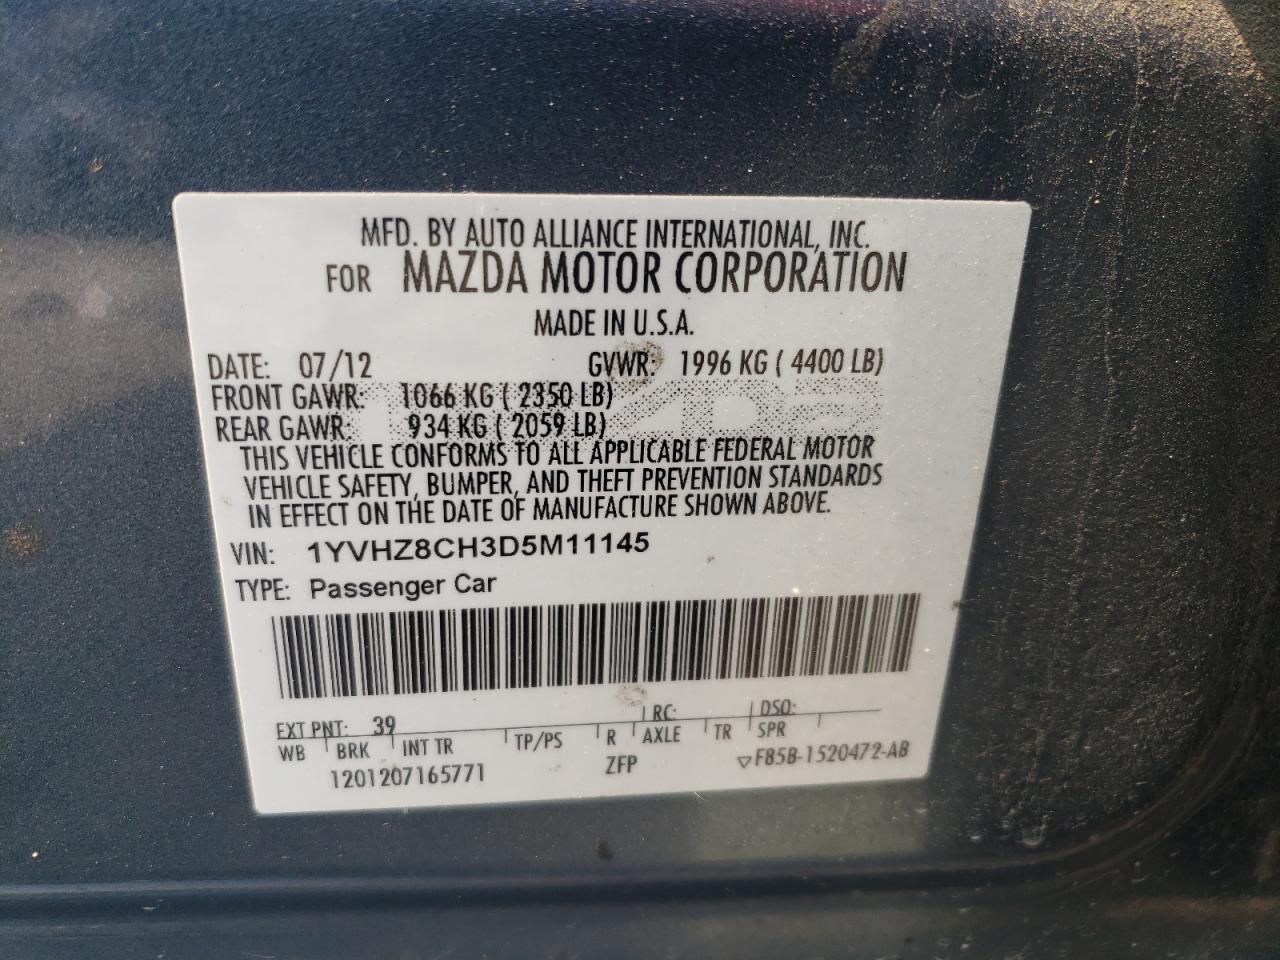 MFD. BY AUTO ALLIANCE INTERNATIONAL, INC.
FOR MAZDA MOTOR CORPORATION
MADE IN U.S.A.
DATE: 07/12 GVWR: 1996 KG ( 4400 LB)
FRONT GAWR: 1066 KG ( 2350 LB)
REAR GAWR: 934 KG ( 2059 LB)
THIS VEHICLE CONFORMS TO ALL APPLICABLE FEDERAL MOTOR
VEHICLE SAFETY, BUMPER, AND THEFT PREVENTION STANDARDS
IN EFFECT ON THE DATE OF MANUFACTURE SHOWN ABOVE.
VIN: 1YVHZ8CH3D5M11145
TYPE: Passenger Car
EXT PNT: 39 RC: DSO:
WB BRK INT TR TP/PS R AXLE TR SPR
1201207165771 ZFP ▽F85B-1520472-AB